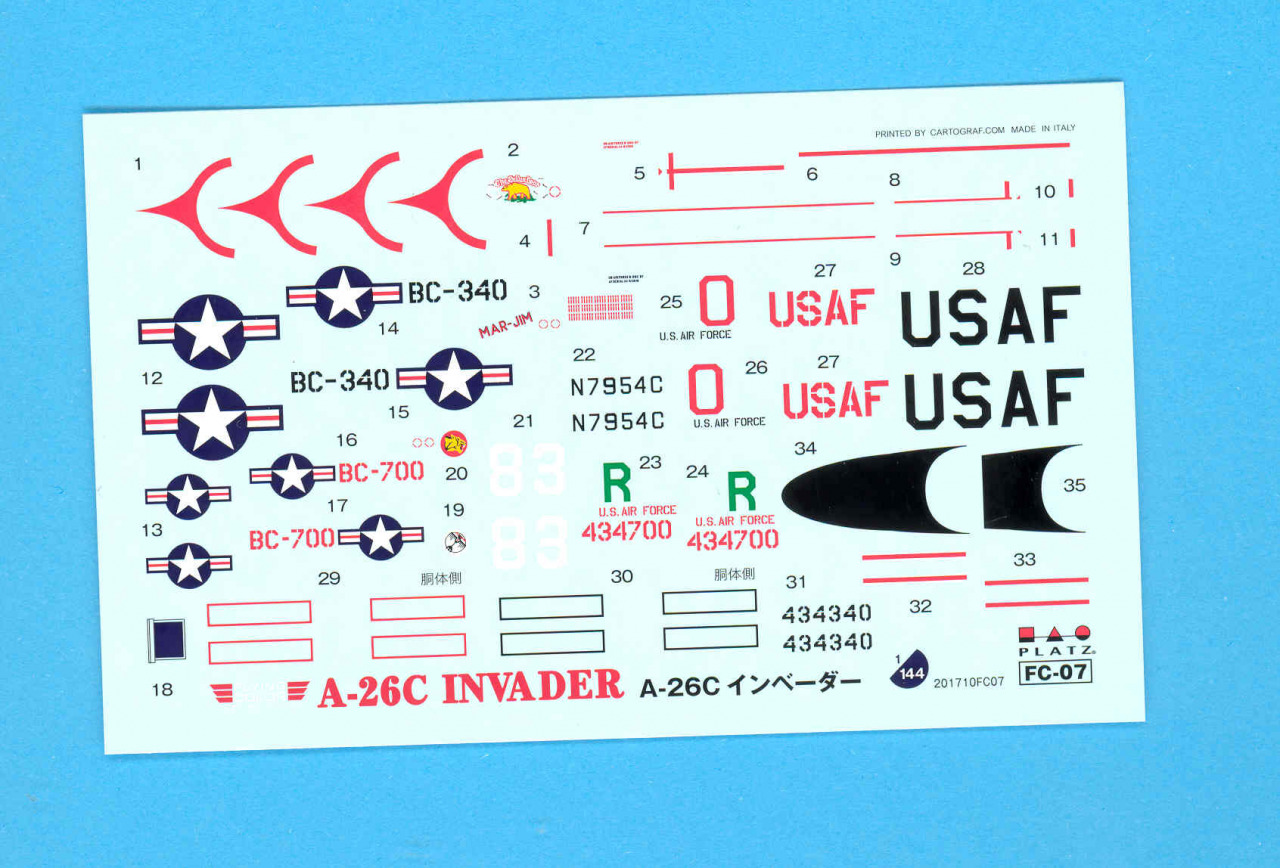 PRINTED BY CARTOGRAF.COM MADE IN ITALY
1
2
5
6
8
10
4
7
11
9
27
28
BC-340
3
25
O
USAF
USAF
14
MAR-JIM
U.S. AIR FORCE
12
BC-340
22
N7954C
O
26
27
USAF
USAF
15
21
N7954C
U.S. AIR FORCE
16
BC-700
20
83
R
23
24
R
34
35
17
19
U.S. AIR FORCE
U.S. AIR FORCE
13
BC-700
83
434700
434700
29
胴体側
30
胴体側
31
33
434340
32
434340
18
A-26C INVADER
A-26C インベーダー
1
144
201710FC07
PLATZ
FC-07